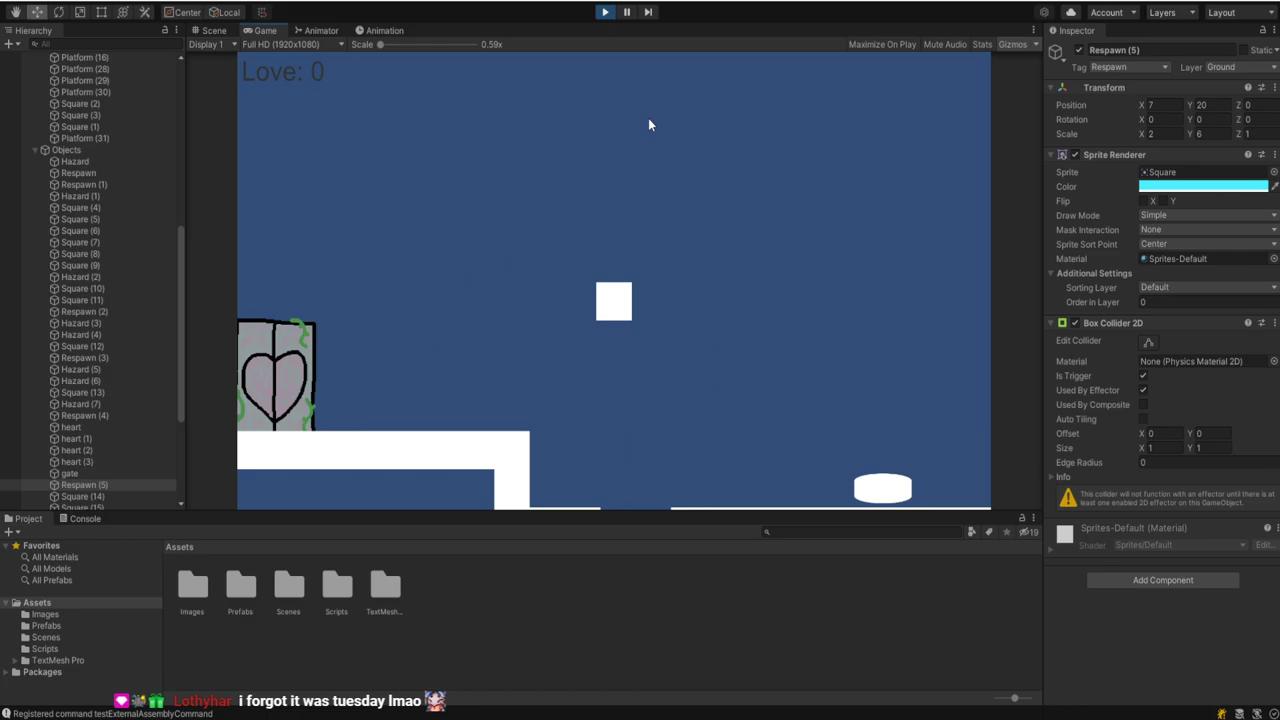 Center Local
Account Layers Layout
Hierarchy
Scene Game Animator Animation
Inspector
All
Display 1 Full HD (1920x1080) Scale 0.59x Maximize On Play Mute Audio Stats Gizmos
Respawn (5) Static
Tag Respawn Layer Ground
Platform (16)
Platform (28)
Platform (29)
Platform (30)
Square (2)
Square (3)
Square (1)
Platform (31)
Objects
Hazard
Respawn
Respawn (1)
Hazard (1)
Square (4)
Square (5)
Square (6)
Square (7)
Square (8)
Square (9)
Hazard (2)
Square (10)
Square (11)
Respawn (2)
Hazard (3)
Hazard (4)
Square (12)
Respawn (3)
Hazard (5)
Hazard (6)
Square (13)
Hazard (7)
Respawn (4)
heart
heart (1)
heart (2)
heart (3)
gate
Respawn (5)
Square (14)
Square (15)
Love: 0
Transform
Position X 7 Y 20 Z 0
Rotation X 0 Y 0 Z 0
Scale X 2 Y 6 Z 1
Sprite Renderer
Sprite Square
Color
Flip X Y
Draw Mode Simple
Mask Interaction None
Sprite Sort Point Center
Material Sprites-Default
Additional Settings
Sorting Layer Default
Order in Layer 0
Box Collider 2D
Edit Collider
Material None (Physics Material 2D)
Is Trigger
Used By Effector
Used By Composite
Auto Tiling
Offset X 0 Y 0
Size X 1 Y 1
Edge Radius 0
Info
This collider will not function with an effector until there is at least one enabled 2D effector on this GameObject.
Sprites-Default (Material)
Shader Sprites/Default Edit...
Add Component
Project Console
19
Favorites
All Materials
All Models
All Prefabs
Assets
Images
Prefabs
Scenes
Scripts
TextMesh Pro
Packages
Assets
Images Prefabs Scenes Scripts TextMesh...
Lothyhar i forgot it was tuesday lmao
Registered command testExternalAssemblyCommand